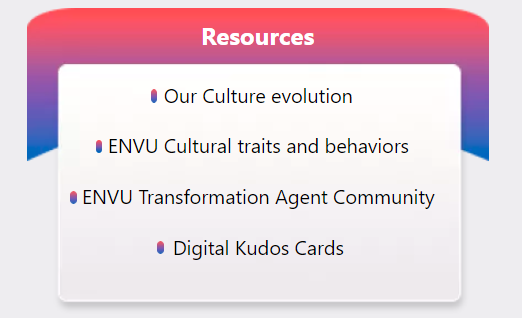 Resources
Our Culture evolution
ENVU Cultural traits and behaviors
ENVU Transformation Agent Community
Digital Kudos Cards